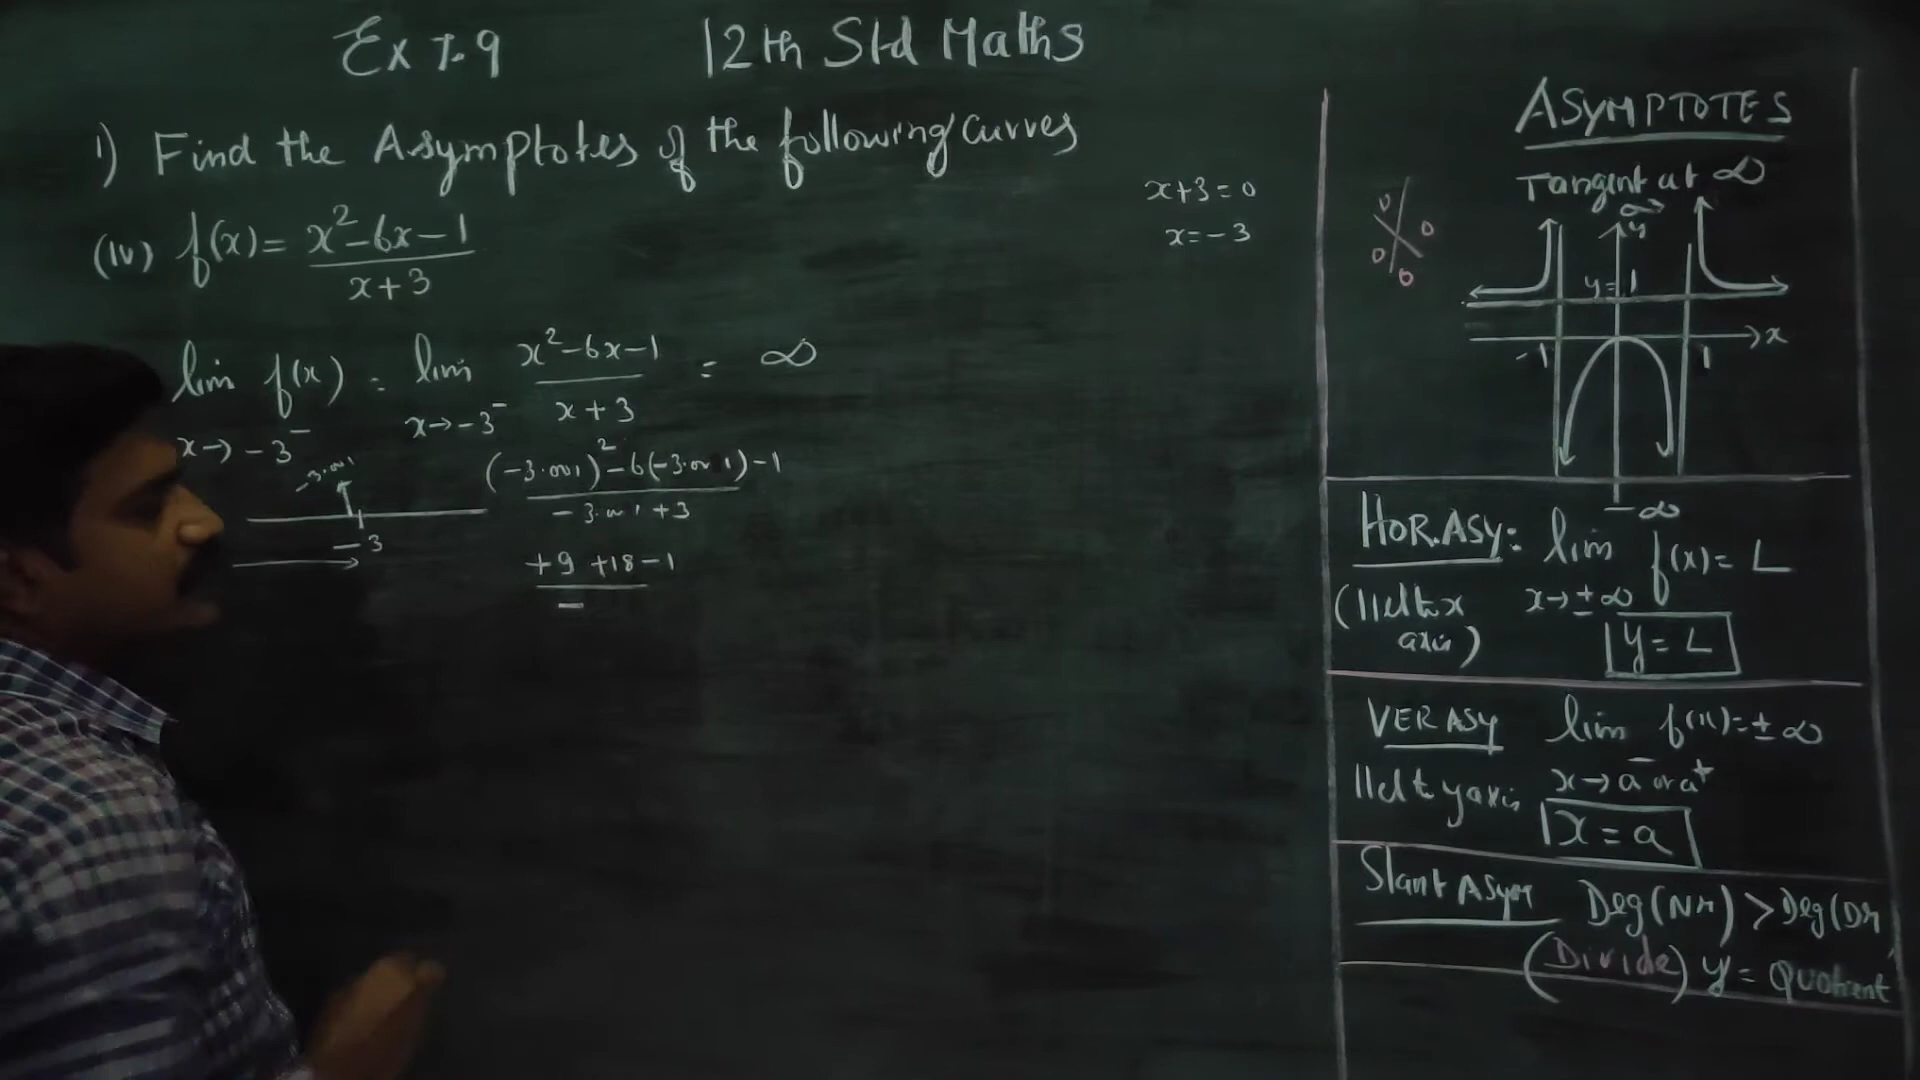 Ex 7.9 12th Std Maths
1) Find the Asymptotes of the following curves
(iv) f(x) = x²-6x-1 / x+3
x+3=0
x=-3
lim f(x) = lim x²-6x-1 / x+3 = ∞
x→-3⁻ x→-3⁻
-3.001
-3
(-3.001)²-6(-3.001)-1
-3.001+3
+9 +18-1
-
ASYMPTOTES
Tangent at ∞
∞
y
y=1
-1 1 x
-∞
HOR.ASY: lim f(x)= L
x→±∞
(||el to x axis)
y=L
VER ASY lim f(x)=±∞
||el t y axis x→a⁻ or a⁺
x=a
Slant Asym Deg(Nr) > Deg(Dr
(Divide) y = Quotient